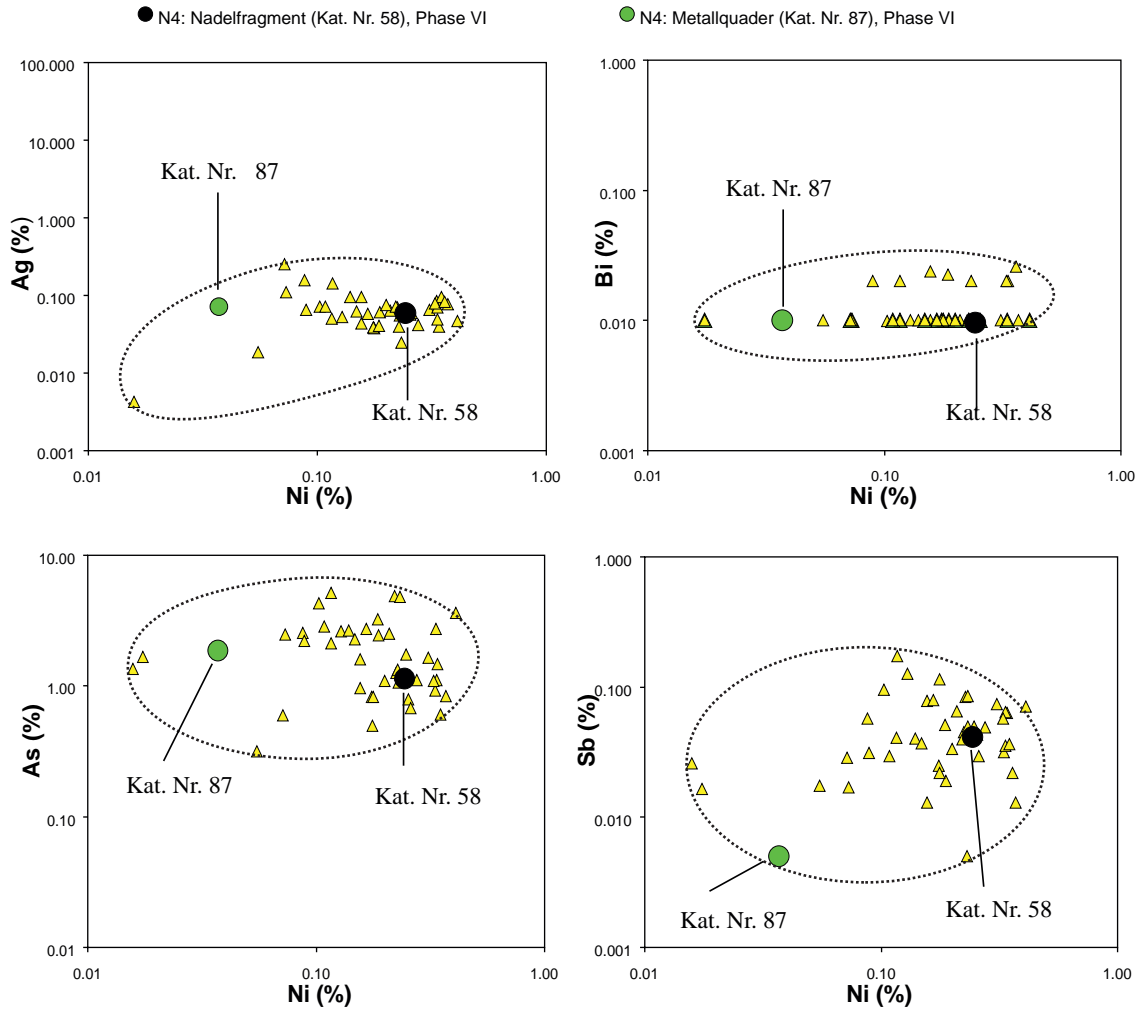 N4: Nadelfragment (Kat. Nr. 58), Phase VI
N4: Metallquader (Kat. Nr. 87), Phase VI
Ag (%)
100.000
10.000
1.000
0.100
0.010
0.001
Kat. Nr. 87
Kat. Nr. 58
0.01
0.10
1.00
Ni (%)
Bi (%)
1.000
0.100
0.010
0.001
Kat. Nr. 87
Kat. Nr. 58
0.01
0.10
1.00
Ni (%)
As (%)
10.00
1.00
0.10
0.01
Kat. Nr. 87
Kat. Nr. 58
0.01
0.10
1.00
Ni (%)
Sb (%)
1.000
0.100
0.010
0.001
Kat. Nr. 87
Kat. Nr. 58
0.01
0.10
1.00
Ni (%)